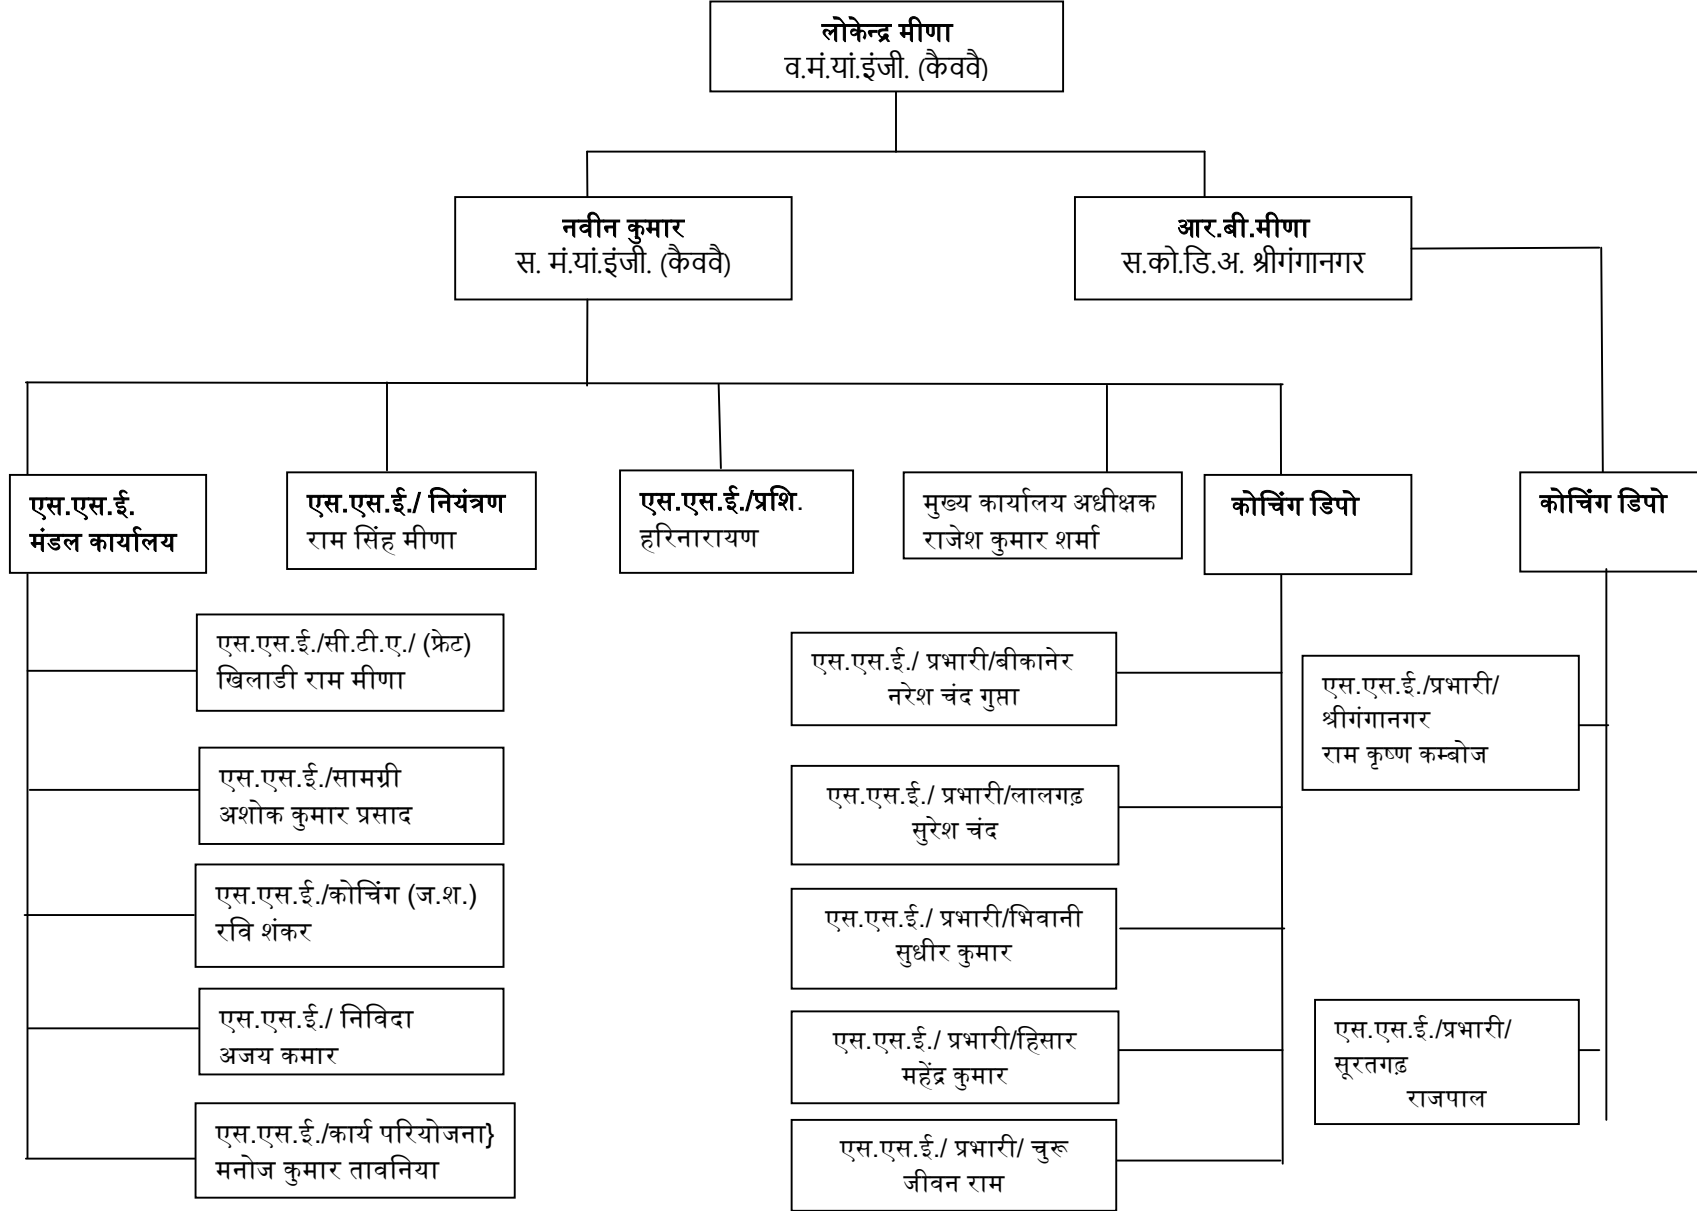 लोकेन्द्र मीणा
व.मं.यां.इंजी. (कैववै)
नवीन कुमार
स. मं.यां.इंजी. (कैववै)
आर.बी.मीणा
स.को.डि.अ. श्रीगंगानगर
एस.एस.ई.
मंडल कार्यालय
एस.एस.ई./ नियंत्रण
राम सिंह मीणा
एस.एस.ई./प्रशि.
हरिनारायण
मुख्य कार्यालय अधीक्षक
राजेश कुमार शर्मा
कोचिंग डिपो
कोचिंग डिपो
एस.एस.ई./सी.टी.ए./ (फ्रेट)
खिलाडी राम मीणा
एस.एस.ई./सामग्री
अशोक कुमार प्रसाद
एस.एस.ई./कोचिंग (ज.श.)
रवि शंकर
एस.एस.ई./ निविदा
अजय कमार
एस.एस.ई./कार्य परियोजना}
मनोज कुमार तावनिया
एस.एस.ई./ प्रभारी/बीकानेर
नरेश चंद गुप्ता
एस.एस.ई./ प्रभारी/लालगढ़
सुरेश चंद
एस.एस.ई./ प्रभारी/भिवानी
सुधीर कुमार
एस.एस.ई./ प्रभारी/हिसार
महेंद्र कुमार
एस.एस.ई./ प्रभारी/ चुरू
जीवन राम
एस.एस.ई./प्रभारी/
श्रीगंगानगर
राम कृष्ण कम्बोज
एस.एस.ई./प्रभारी/
सूरतगढ़
राजपाल